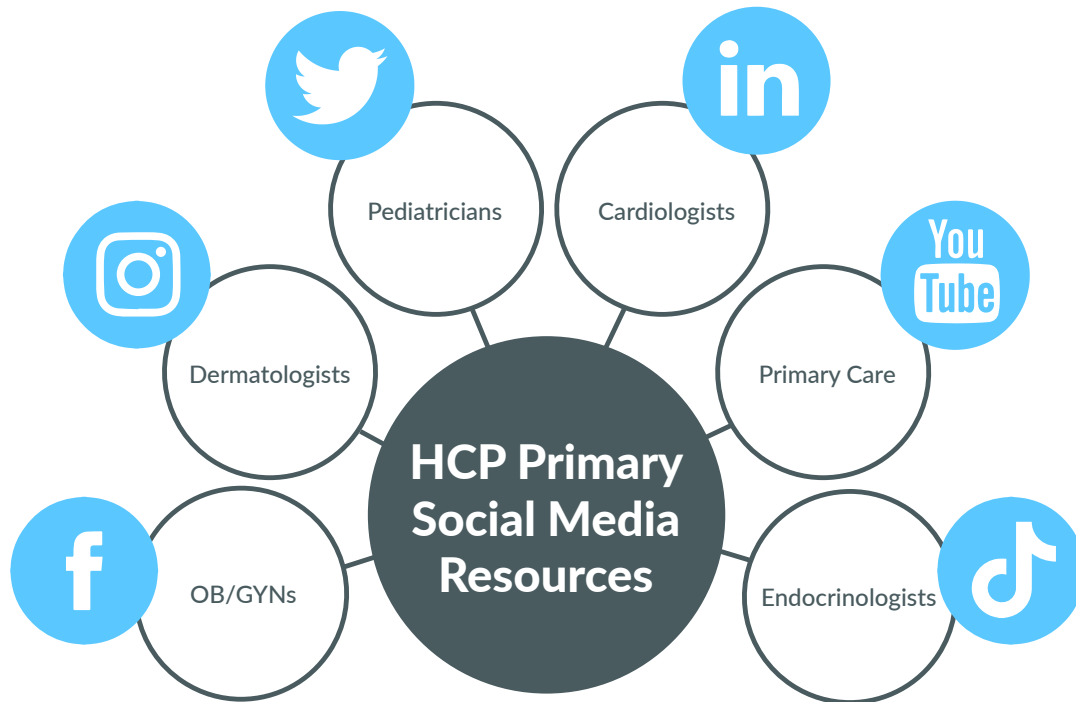 in
Pediatricians
Cardiologists
You
Tube
Dermatologists
Primary Care
HCP Primary
Social Media
Resources
f
OB/GYNs
Endocrinologists